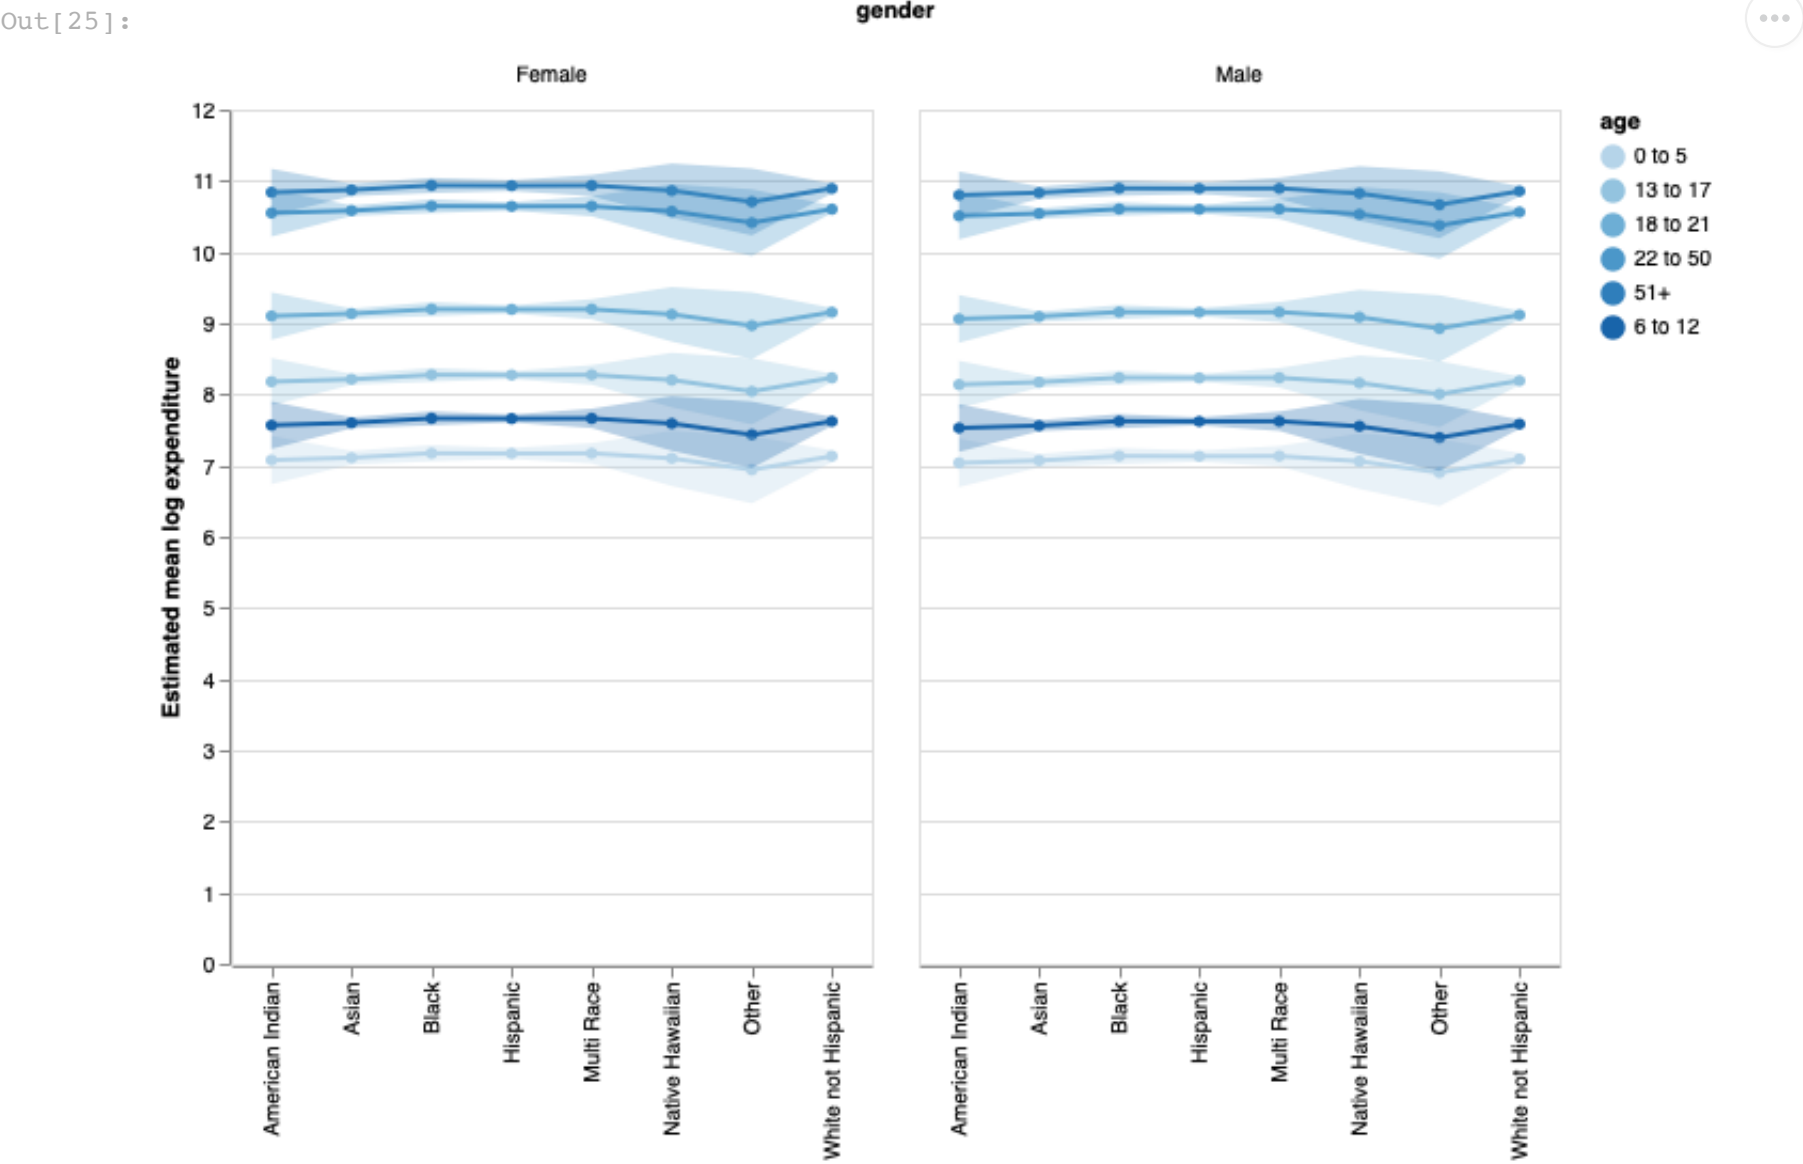 Out[25]:
gender
Female
Male
12
11
10
9
8
7
6
5
4
3
2
1
0
Estimated mean log expenditure
American Indian
Asian
Black
Hispanic
Multi Race
Native Hawaiian
Other
White not Hispanic
American Indian
Asian
Black
Hispanic
Multi Race
Native Hawaiian
Other
White not Hispanic
age
0 to 5
13 to 17
18 to 21
22 to 50
51+
6 to 12